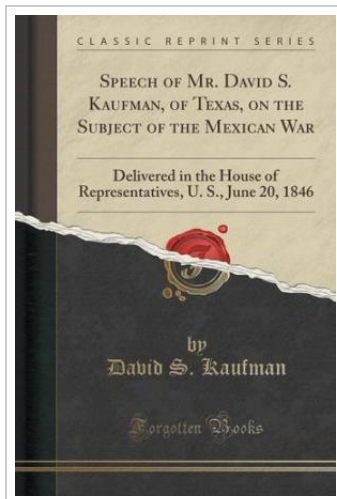 CLASSIC REPRINT SERIES
SPEECH OF MR. DAVID S.
KAUFMAN, OF TEXAS, ON THE
SUBJECT OF THE MEXICAN WAR
Delivered in the House of
Representatives, U. S., June 20, 1846
by
David S. Kaufman
Forgotten Books